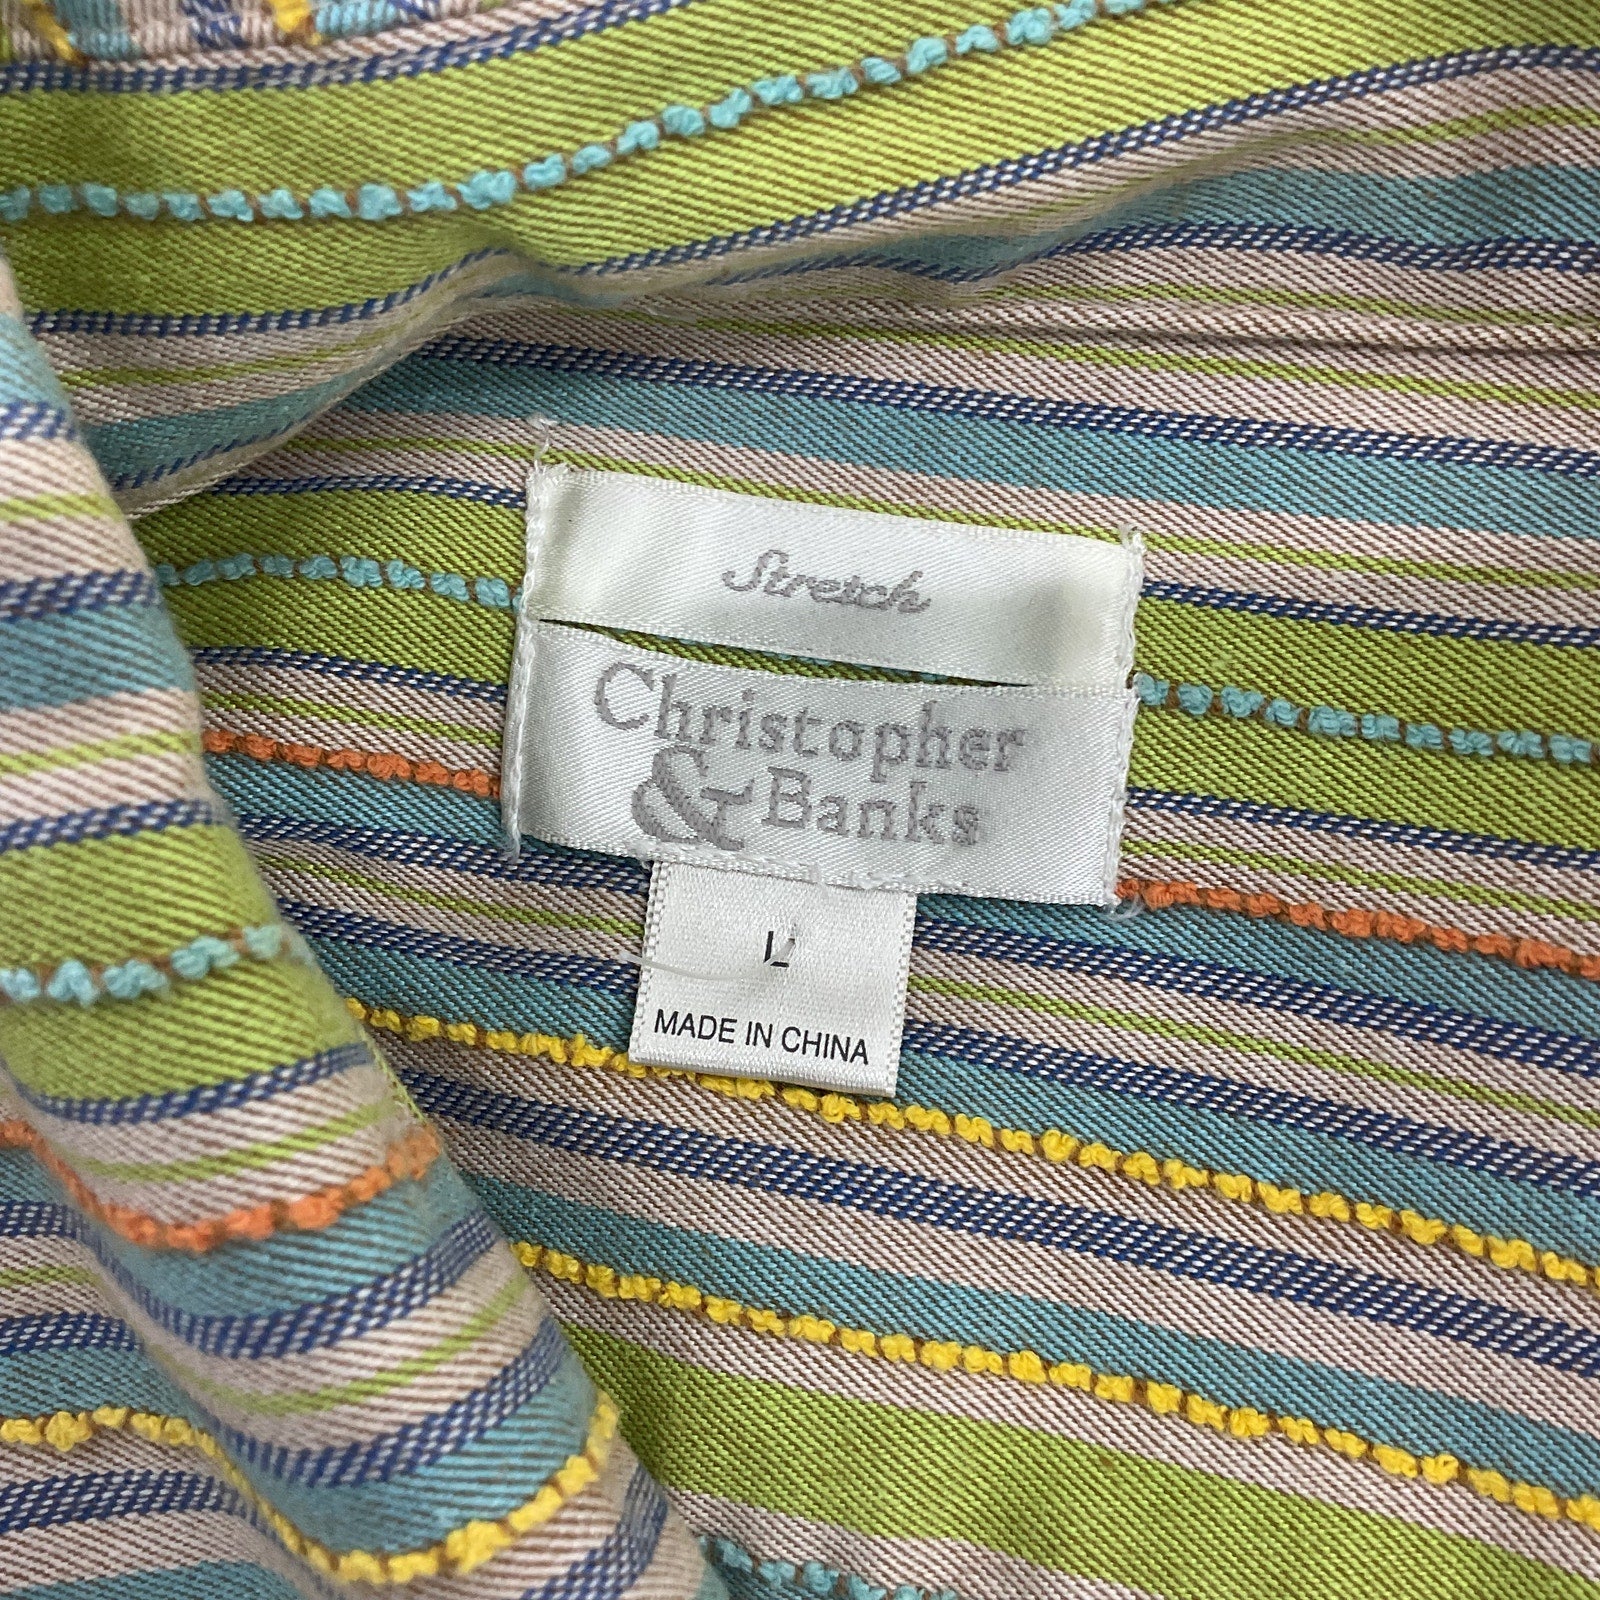 Stretch
Christopher
& Banks
MADE IN CHINA